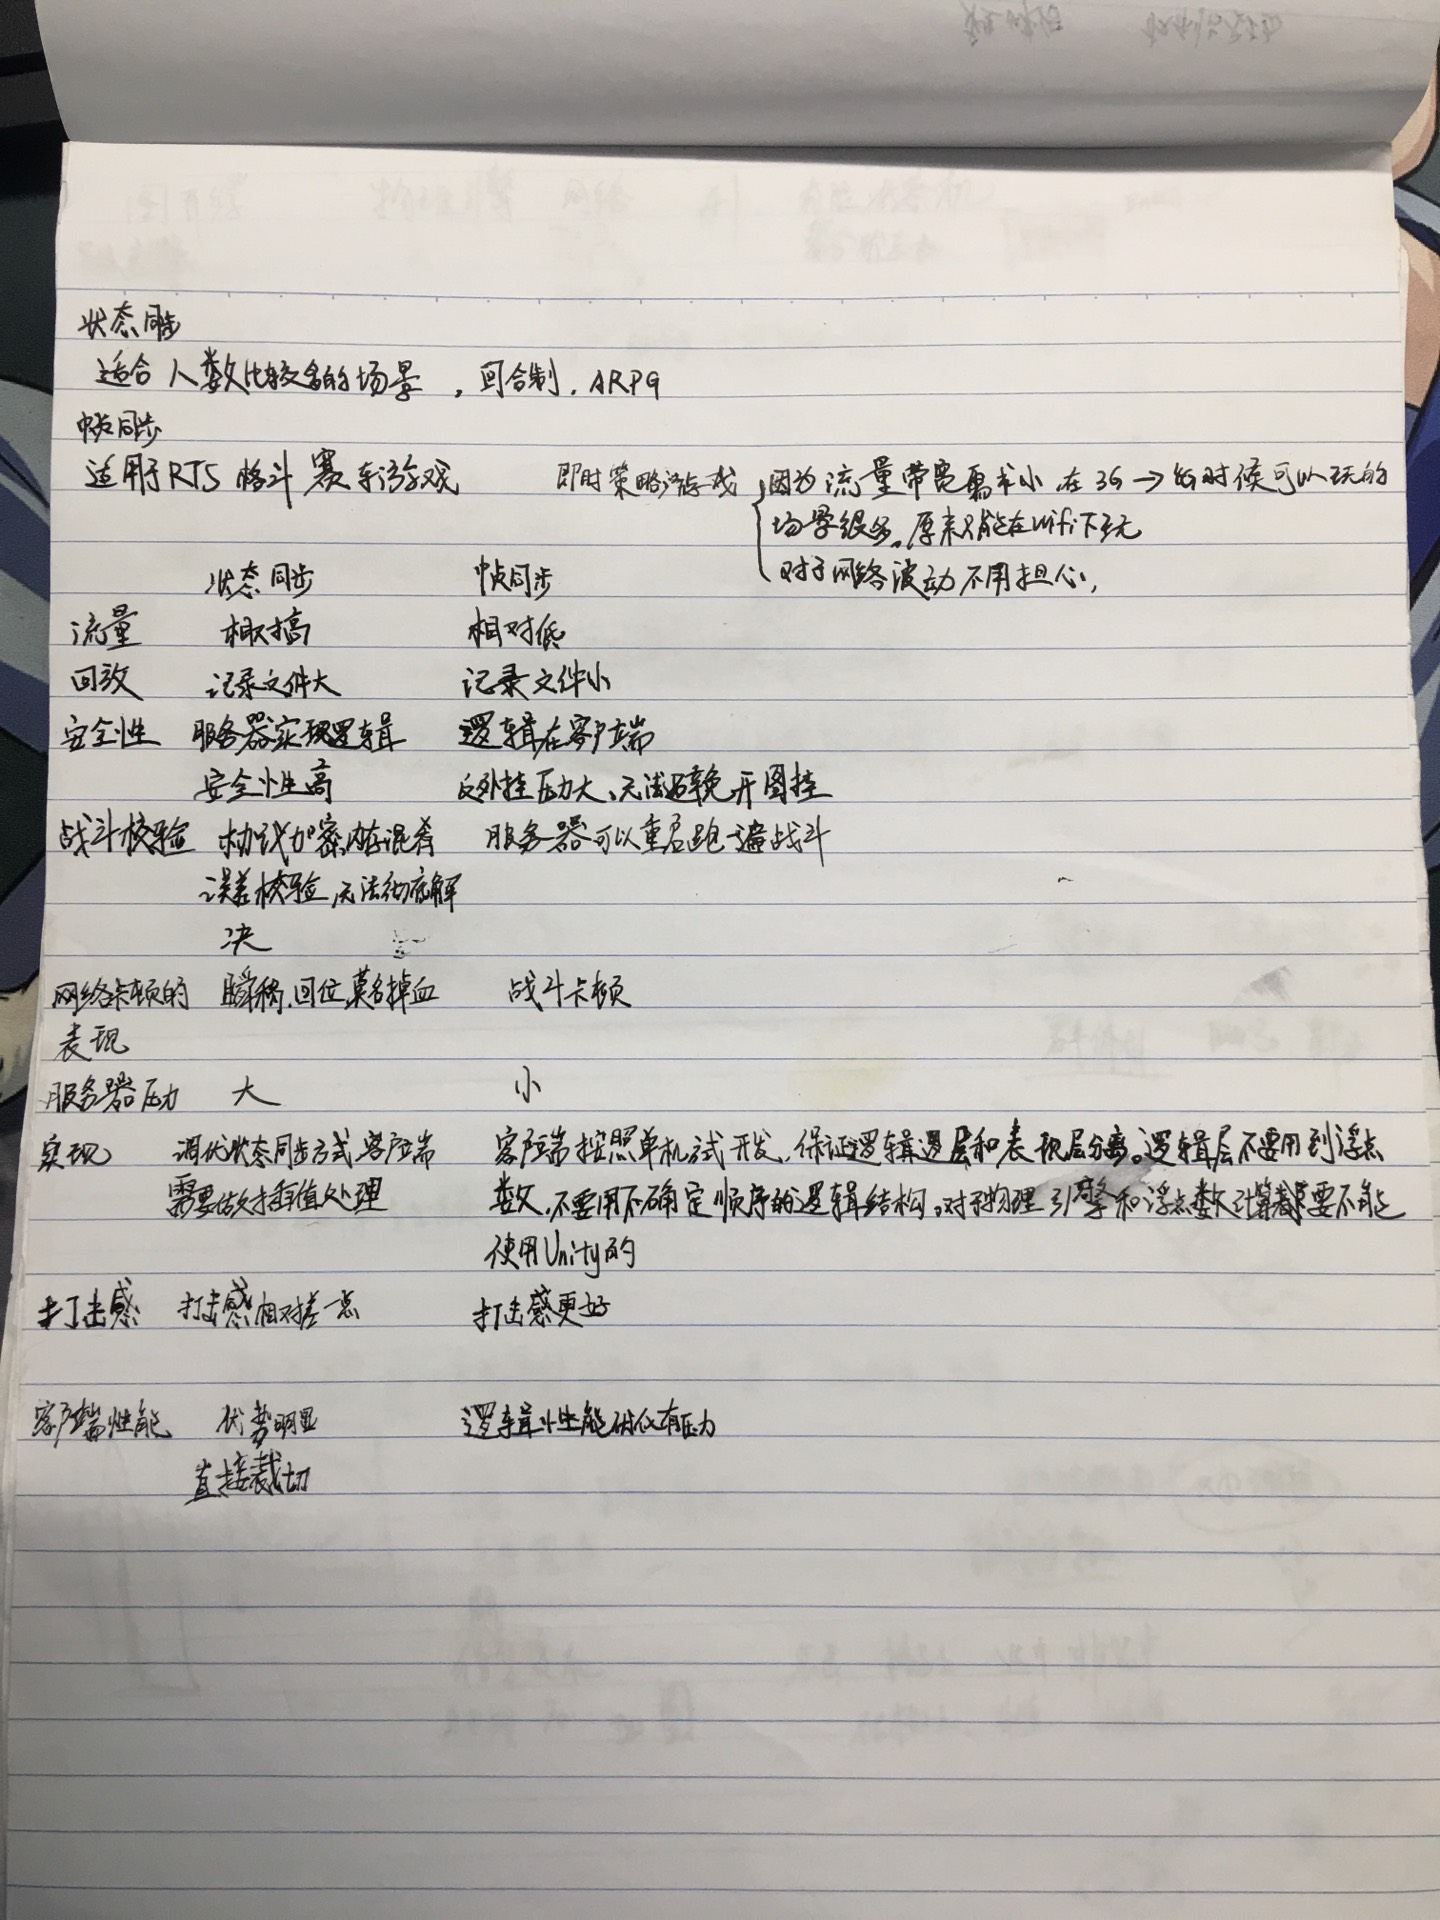 状态同步
适合人数比较多的场景，回合制，ARPG
帧同步
适用于RTS 格斗 赛车游戏 即时策略游戏 因为流量带宽需求小，在3G→4G时候可以玩的
场景很多，原来只能在wifi下玩
对于网络波动不用担心，
状态同步 帧同步
流量 相对高 相对低
回放 记录文件大 记录文件小
安全性 服务器实现逻辑 逻辑在客户端
安全性高 反外挂压力大、无法避免开图挂
战斗校验 协议加密，内存混淆 服务器可以重启跑一遍战斗
误差校验，无法彻底解
决
网络卡顿的 瞬移，回位，莫名掉血 战斗卡顿
表现
服务器压力 大 小
实现 调优状态同步方式，客户端 客户端按照单机式开发，保证逻辑逻层和表现层分离。逻辑层不要用到浮点
需要做好插值处理 数，不要用不确定顺序的逻辑结构。对于物理引擎和浮点数计算都要不能
使用Unity的
打击感 打击感相对差一点 打击感更好
客户端性能 优势明显 逻辑性能优化有压力
直接裁切